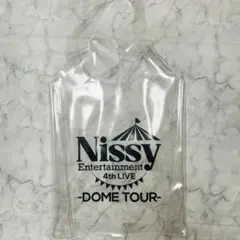 Nissy
Entertainment
4th LIVE
-DOME TOUR-